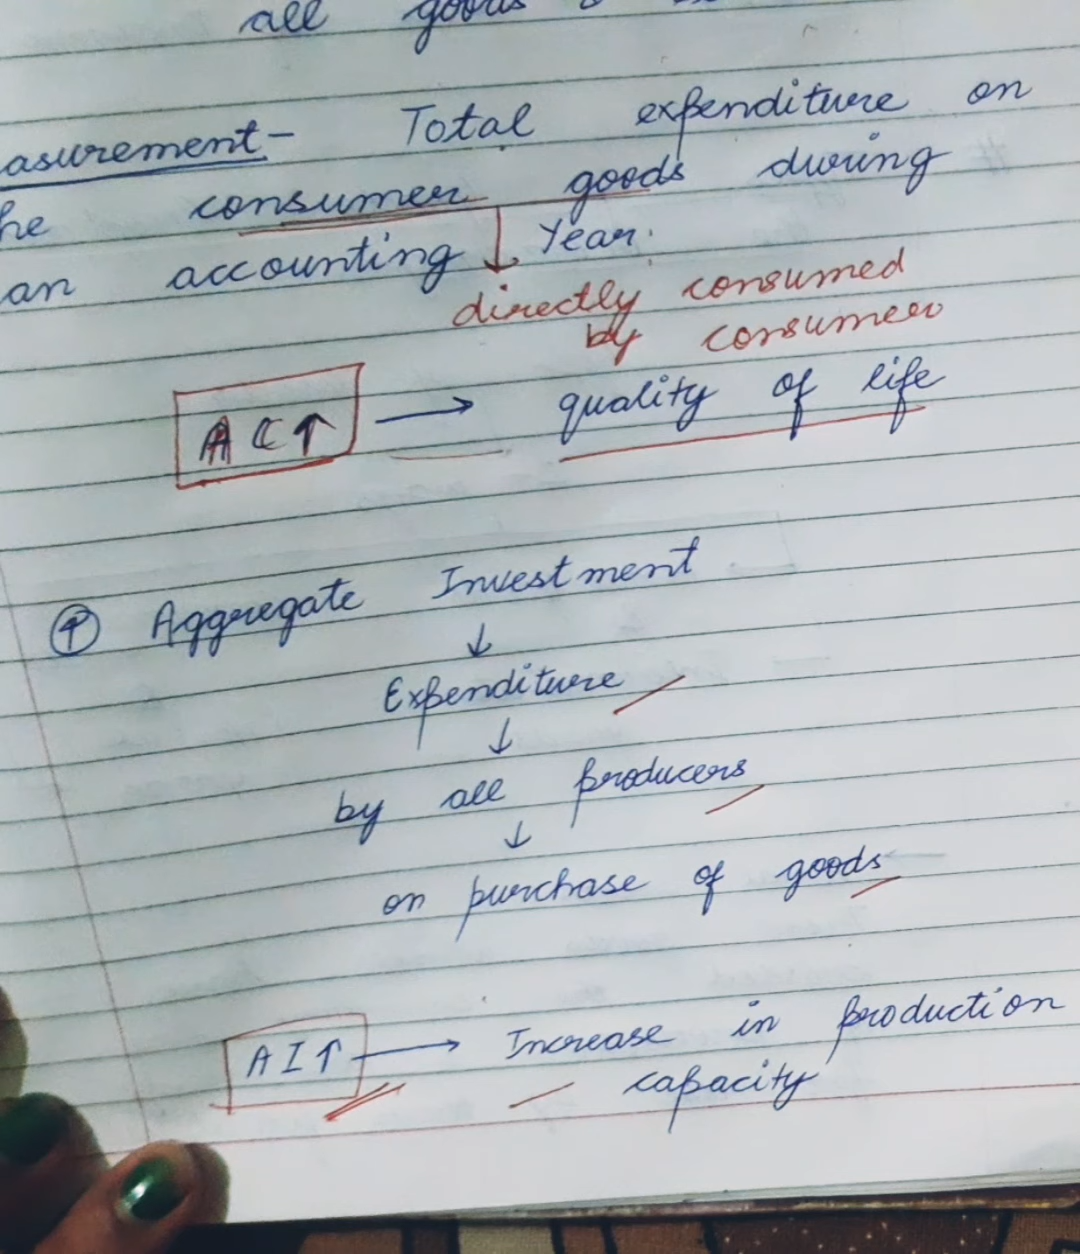 all goods
asurement- Total expenditure on
he consumer goods during
an accounting Year.
directly consumed
by consumer
AC↑ → quality of life
Aggregate Investment
↓
Expenditure
↓
by all producers
↓
on purchase of goods
AI↑ → Increase in production
capacity